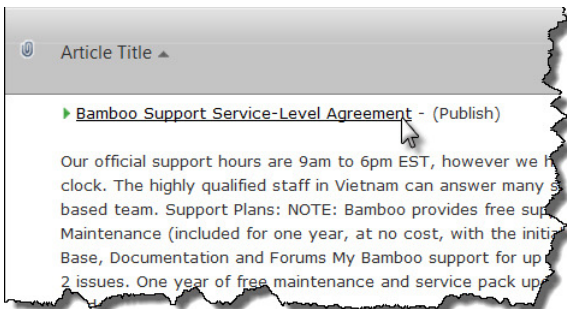 Article Title
Bamboo Support Service-Level Agreement - (Publish)
Our official support hours are 9am to 6pm EST, however we
clock. The highly qualified staff in Vietnam can answer many
based team. Support Plans: NOTE: Bamboo provides free
Maintenance (included for one year, at no cost, with the
Base, Documentation and Forums My Bamboo support for up
2 issues. One year of free maintenance and service pack